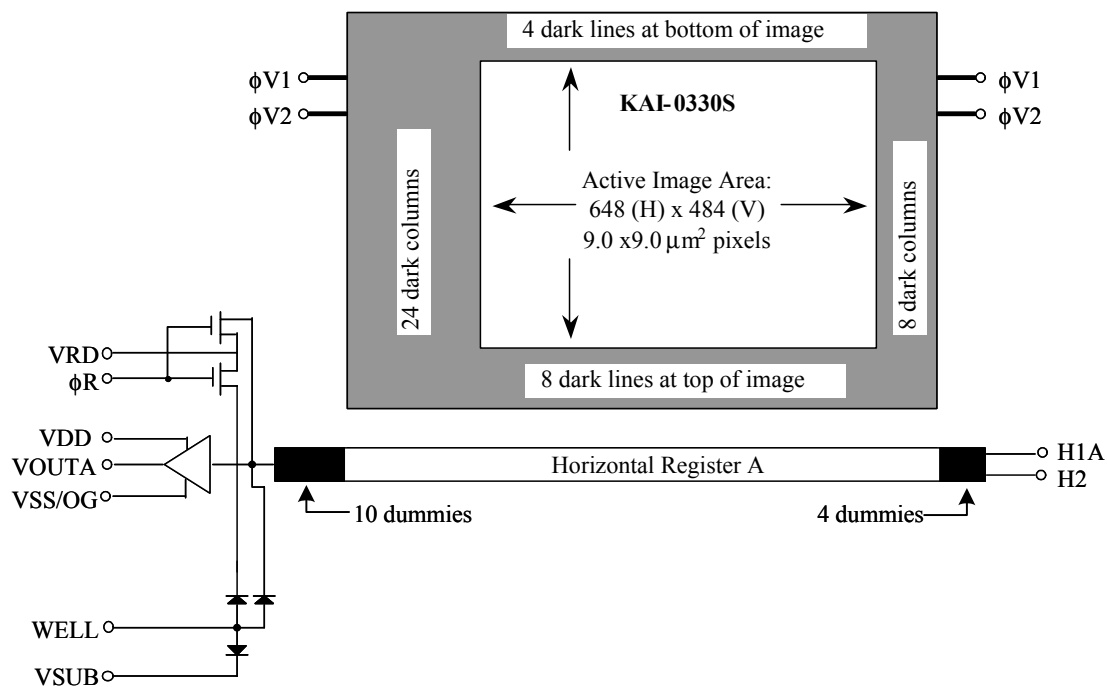 4 dark lines at bottom of image
ϕV1
ϕV2
KAI-0330S
ϕV1
ϕV2
24 dark columns
Active Image Area:
648 (H) x 484 (V)
9.0 x9.0 μm² pixels
8 dark columns
8 dark lines at top of image
VRD
ϕR
VDD
VOUTA
VSS/OG
Horizontal Register A
H1A
H2
10 dummies
4 dummies
WELL
VSUB